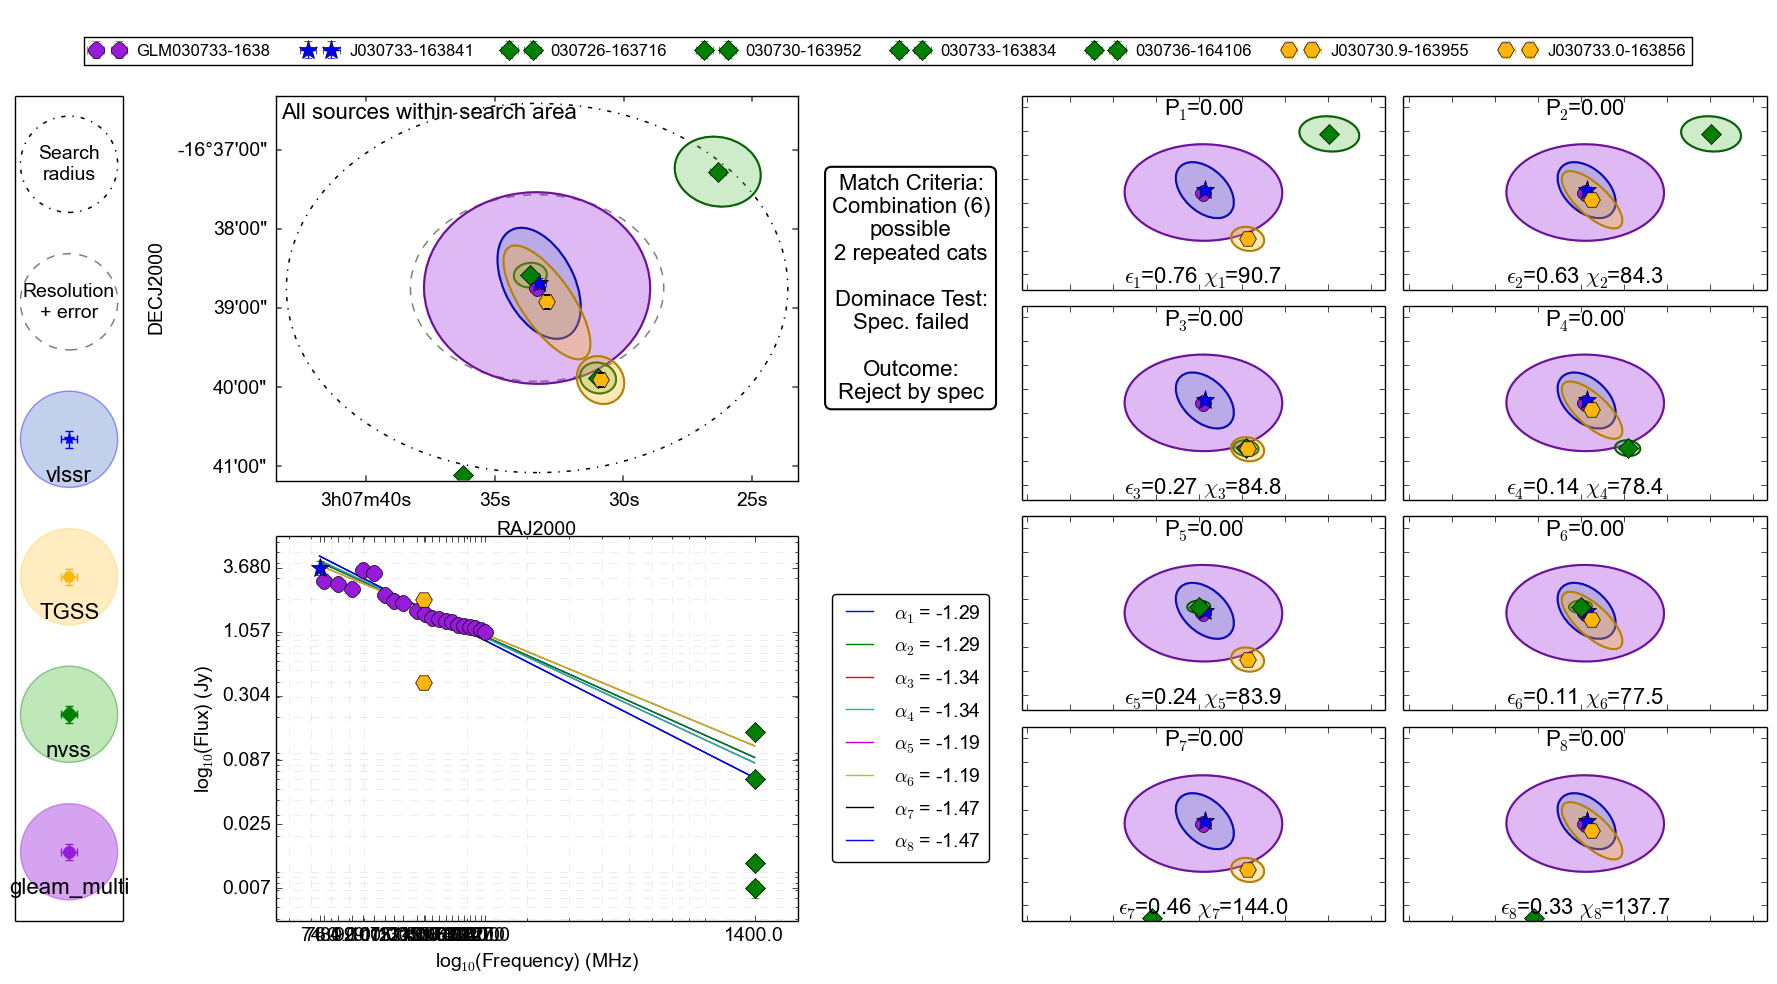 GLM030733-1638 J030733-163841 030726-163716 030730-163952 030733-163834 030736-164106 J030730.9-163955 J030733.0-163856
Search
radius
Resolution
+ error
vlssr
TGSS
nvss
gleam_multi
All sources within search area
DECJ2000
-16°37'00"
38'00"
39'00"
40'00"
41'00"
3h07m40s 35s 30s 25s
RAJ2000
log10(Flux) (Jy)
3.680
1.057
0.304
0.087
0.025
0.007
1400.0
log10(Frequency) (MHz)
Match Criteria:
Combination (6)
possible
2 repeated cats
Dominace Test:
Spec. failed
Outcome:
Reject by spec
α1 = -1.29
α2 = -1.29
α3 = -1.34
α4 = -1.34
α5 = -1.19
α6 = -1.19
α7 = -1.47
α8 = -1.47
P1=0.00
ϵ1=0.76 χ1=90.7
P2=0.00
ϵ2=0.63 χ2=84.3
P3=0.00
ϵ3=0.27 χ3=84.8
P4=0.00
ϵ4=0.14 χ4=78.4
P5=0.00
ϵ5=0.24 χ5=83.9
P6=0.00
ϵ6=0.11 χ6=77.5
P7=0.00
ϵ7=0.46 χ7=144.0
P8=0.00
ϵ8=0.33 χ8=137.7